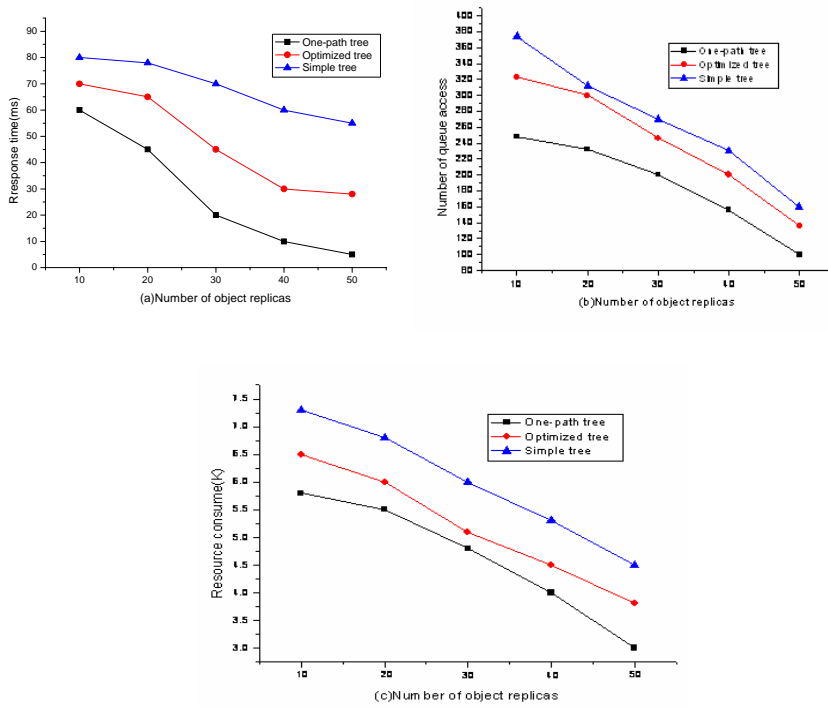 90
80
70
60
50
40
30
20
10
0
Rresponse time(ms)
One-path tree
Optimized tree
Simple tree
10 20 30 40 50
(a)Number of object replicas
400
380
360
340
320
300
280
260
240
220
200
180
160
140
120
100
80
Number of queue access
One-path tree
Optimized tree
Simple tree
10 20 30 40 50
(b)Number of object replicas
7.5
7.0
6.5
6.0
5.5
5.0
4.5
4.0
3.5
3.0
Resource consume(K)
One-path tree
Optimized tree
Simple tree
10 20 30 40 50
(c)Number of object replicas